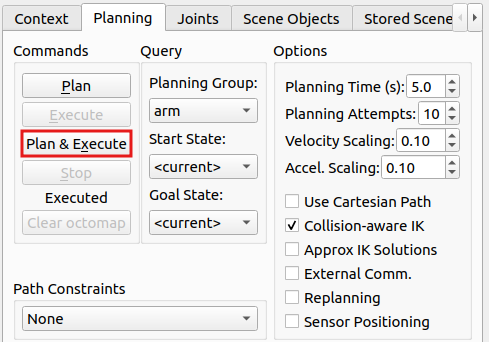 Context Planning Joints Scene Objects Stored Scene
Commands Query Options
Plan
Execute
Plan & Execute
Stop
Executed
Clear octomap
Planning Group:
arm
Start State:
<current>
Goal State:
<current>
Planning Time (s): 5.0
Planning Attempts: 10
Velocity Scaling: 0.10
Accel. Scaling: 0.10
Use Cartesian Path
Collision-aware IK
Approx IK Solutions
External Comm.
Replanning
Sensor Positioning
Path Constraints
None